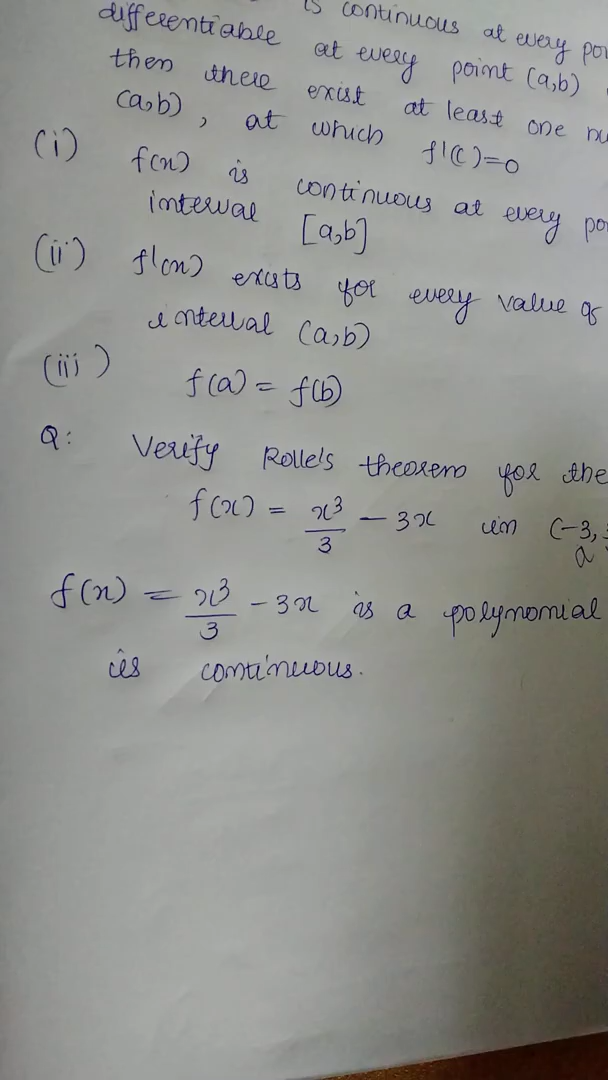 is continuous at every
differentiable at every point (a,b)
then there exist at least one
(a,b), at which f'(c)=0
(i) f(x) is continuous at every
interval [a,b]
(ii) f'(x) exists for every value of
interval (a,b)
(iii) f(a) = f(b)
Q: Verify Rolle's theorem for the
f(x) = x³/3 - 3x in (-3,
a
f(x) = x³/3 - 3x is a polynomial
is continuous.